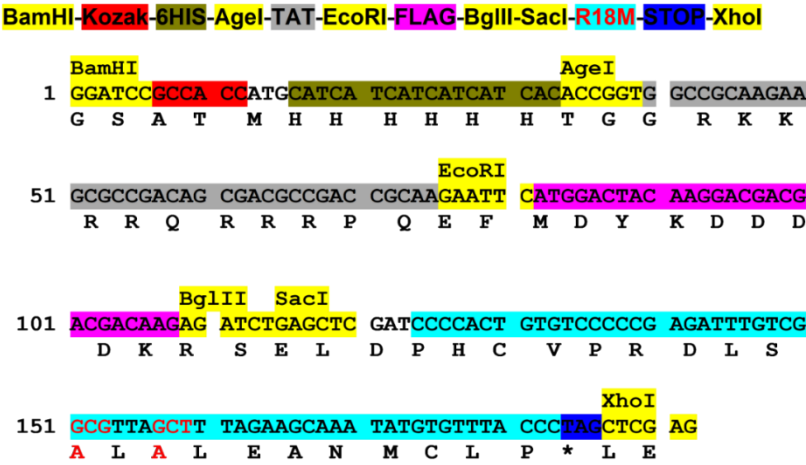 BamHI-Kozak-6HIS-AgeI-TAT-EcoRI-FLAG-BglII-SacI-R18M-STOP-XhoI
BamHI AgeI
1 GGATCCGCCA CCATGCATCA TCATCATCAT CACACCGGTG GCCGCAAGAA
G S A T M H H H H H H T G G R K K
EcoRI
51 GCGCCGACAG CGACGCCGAC CGCAAGAATT CATGGACTAC AAGGACGACG
R R Q R R R P Q E F M D Y K D D D
BglII SacI
101 ACGACAAGAG ATCTGAGCTC GATCCCCACT GTGTCCCCCG AGATTTGTCG
D K R S E L D P H C V P R D L S
XhoI
151 GCGTTAGCTT TAGAAGCAAA TATGTGTTTA CCCTAGCTCG AG
A L A L E A N M C L P * L E